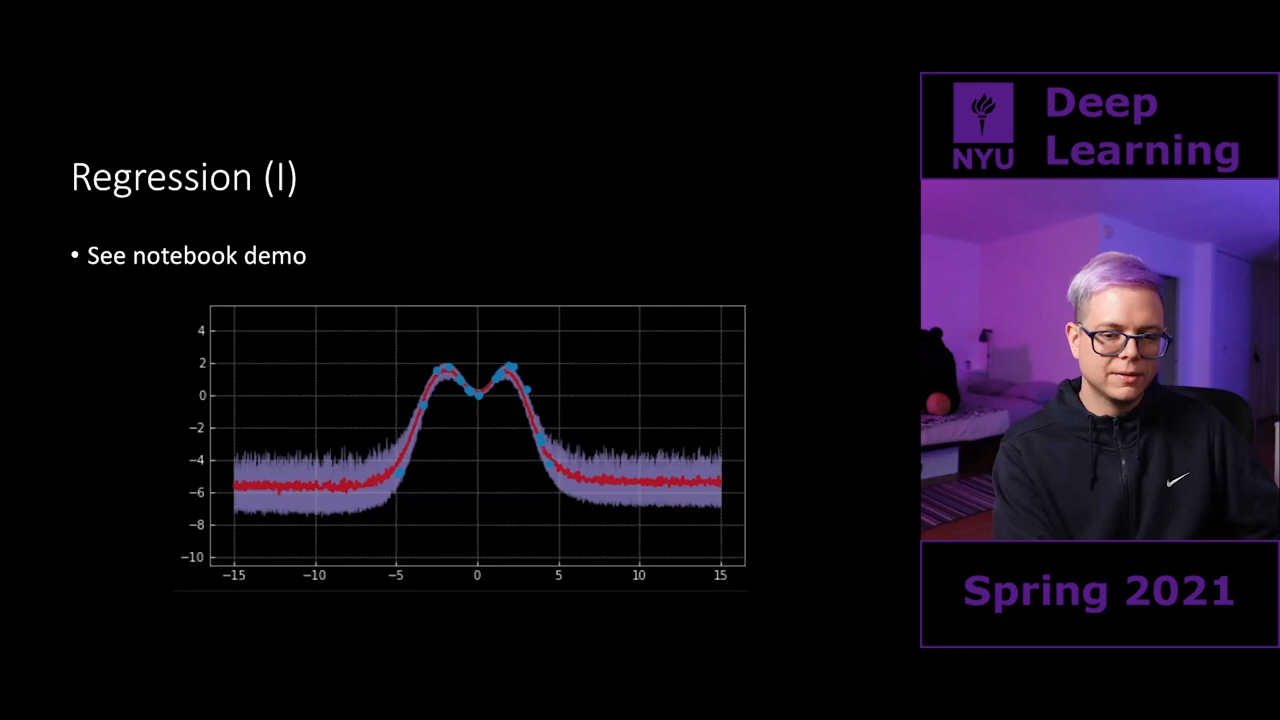 Regression (I)
• See notebook demo
4
2
0
−2
−4
−6
−8
−10
−15 −10 −5 0 5 10 15
NYU
Deep
Learning
Spring 2021